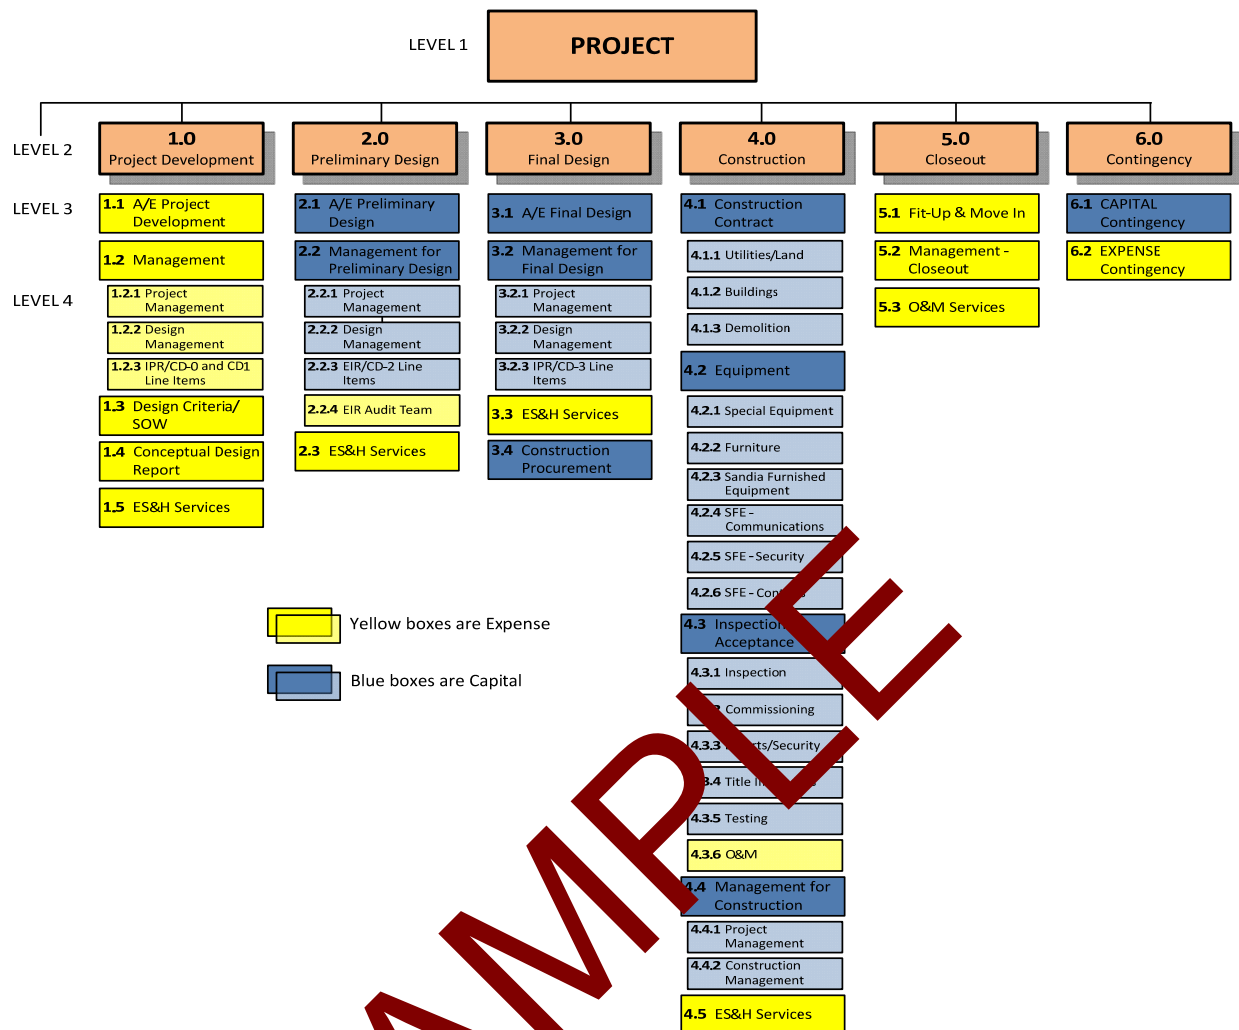 LEVEL 1
PROJECT
LEVEL 2
1.0
Project Development
2.0
Preliminary Design
3.0
Final Design
4.0
Construction
5.0
Closeout
6.0
Contingency
LEVEL 3
LEVEL 4
1.1 A/E Project
Development
1.2 Management
1.2.1 Project
Management
1.2.2 Design
Management
1.2.3 IPR/CD-0 and CD1
Line Items
1.3 Design Criteria/
SOW
1.4 Conceptual Design
Report
1.5 ES&H Services
2.1 A/E Preliminary
Design
2.2 Management for
Preliminary Design
2.2.1 Project
Management
2.2.2 Design
Management
2.2.3 EIR/CD-2 Line
Items
2.2.4 EIR Audit Team
2.3 ES&H Services
3.1 A/E Final Design
3.2 Management for
Final Design
3.2.1 Project
Management
3.2.2 Design
Management
3.2.3 IPR/CD-3 Line
Items
3.3 ES&H Services
3.4 Construction
Procurement
4.1 Construction
Contract
4.1.1 Utilities/Land
4.1.2 Buildings
4.1.3 Demolition
4.2 Equipment
4.2.1 Special Equipment
4.2.2 Furniture
4.2.3 Sandia Furnished
Equipment
4.2.4 SFE -
Communications
4.2.5 SFE - Security
4.2.6 SFE -
4.3 Inspection
Acceptance
4.3.1 Inspection
Commissioning
4.3.3 /Security
Title
4.3.5 Testing
4.3.6 O&M
4.4 Management for
Construction
4.4.1 Project
Management
4.4.2 Construction
Management
4.5 ES&H Services
5.1 Fit-Up & Move In
5.2 Management -
Closeout
5.3 O&M Services
6.1 CAPITAL
Contingency
6.2 EXPENSE
Contingency
Yellow boxes are Expense
Blue boxes are Capital
AMPLE